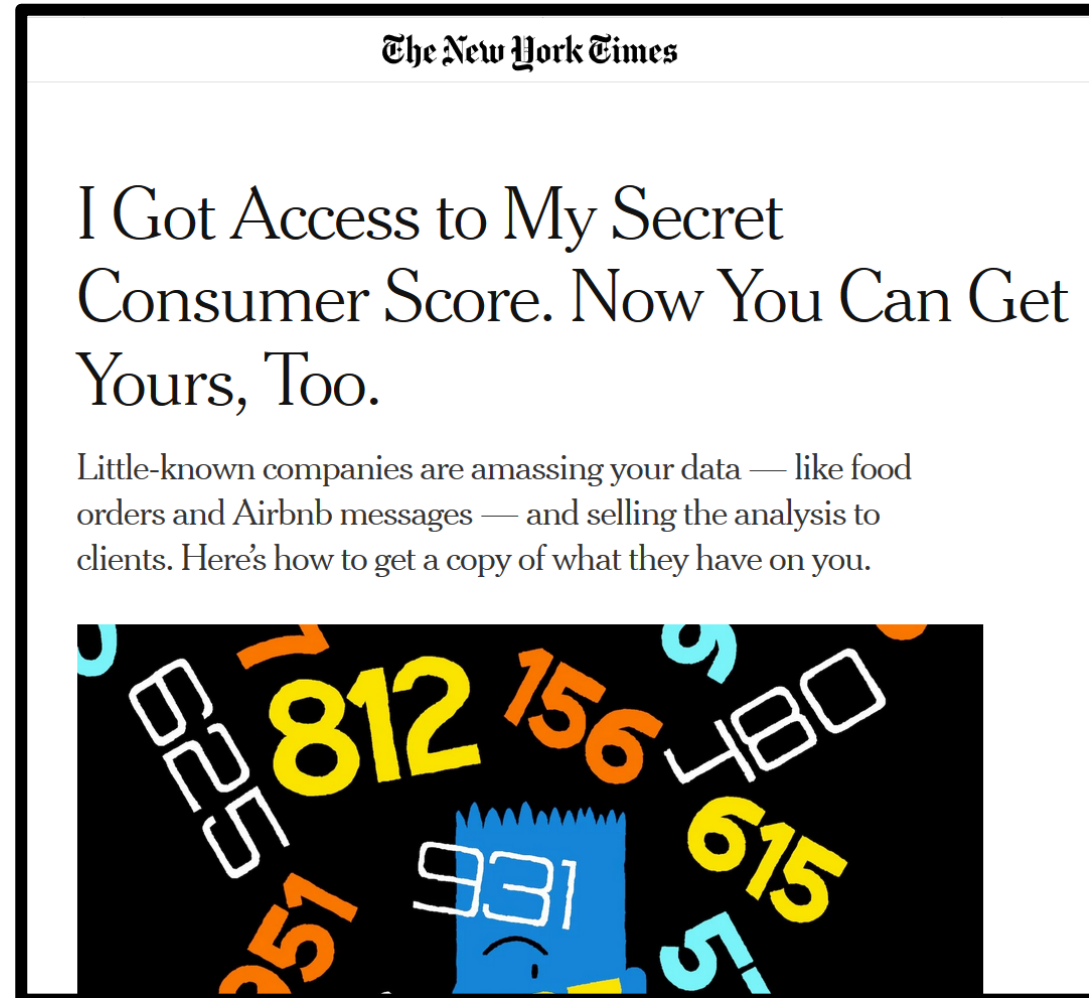 The New York Times
I Got Access to My Secret
Consumer Score. Now You Can Get
Yours, Too.
Little-known companies are amassing your data — like food
orders and Airbnb messages — and selling the analysis to
clients. Here’s how to get a copy of what they have on you.
812
156
480
625
931
615
951